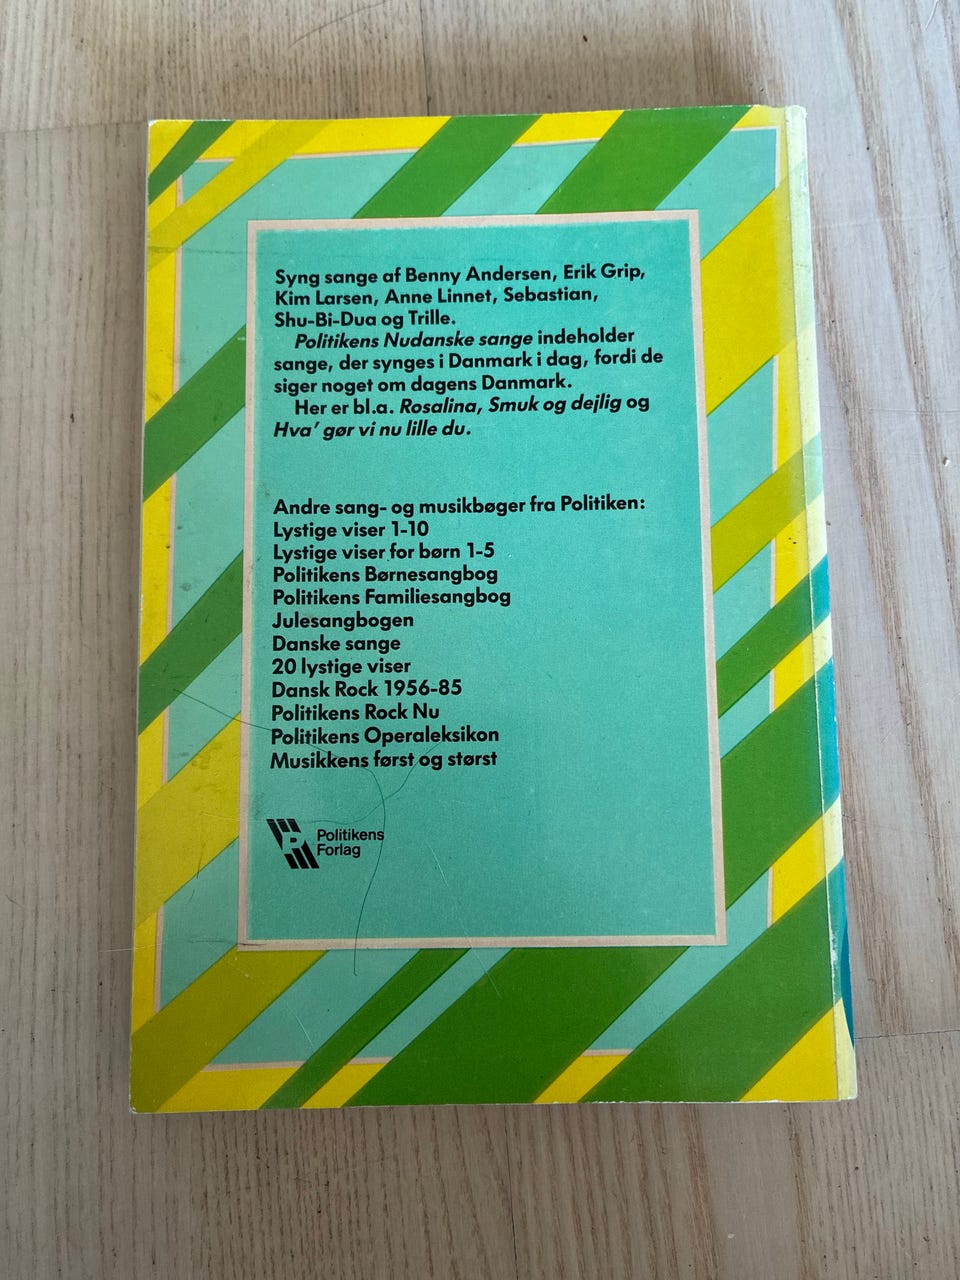 Syng sange af Benny Andersen, Erik Grip,
Kim Larsen, Anne Linnet, Sebastian,
Shu-Bi-Dua og Trille.
Politikens Nudanske sange indeholder
sange, der synges i Danmark i dag, fordi de
siger noget om dagens Danmark.
Her er bl.a. Rosalina, Smuk og dejlig og
Hva' gør vi nu lille du.
Andre sang- og musikbøger fra Politiken:
Lystige viser 1-10
Lystige viser for børn 1-5
Politikens Børnesangbog
Politikens Familiesangbog
Julesangbogen
Danske sange
20 lystige viser
Dansk Rock 1956-85
Politikens Rock Nu
Politikens Operaleksikon
Musikkens først og størst
P Politikens
Forlag